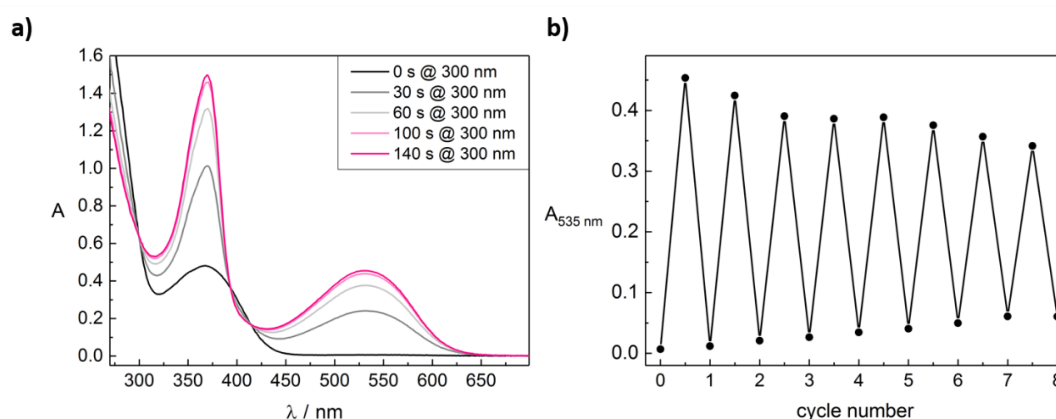 a)
1.6
1.4
1.2
1.0
0.8
0.6
0.4
0.2
0.0
A
300 350 400 450 500 550 600 650
λ / nm
0 s @ 300 nm
30 s @ 300 nm
60 s @ 300 nm
100 s @ 300 nm
140 s @ 300 nm
b)
0.4
0.3
0.2
0.1
0.0
A535 nm
0 1 2 3 4 5 6 7 8
cycle number